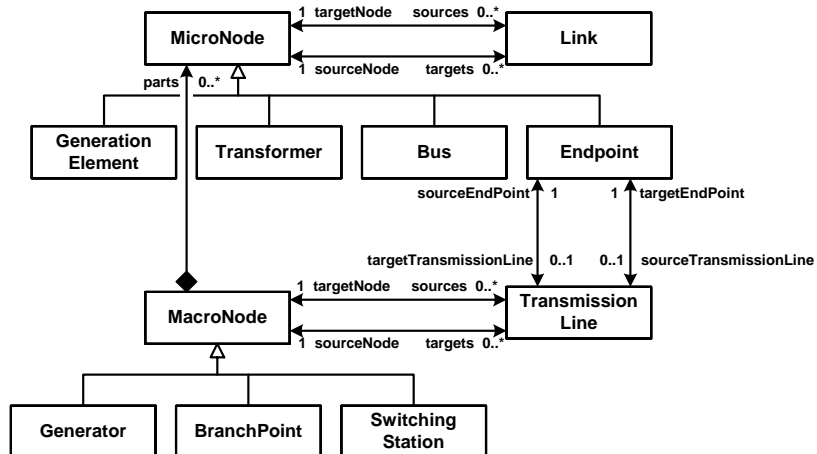 1 targetNode sources 0..*
MicroNode
Link
1 sourceNode targets 0..*
parts 0..*
Generation
Element
Transformer
Bus
Endpoint
sourceEndPoint 1
1 targetEndPoint
targetTransmissionLine 0..1
0..1 sourceTransmissionLine
1 targetNode sources 0..*
MacroNode
Transmission
Line
1 sourceNode targets 0..*
Generator
BranchPoint
Switching
Station